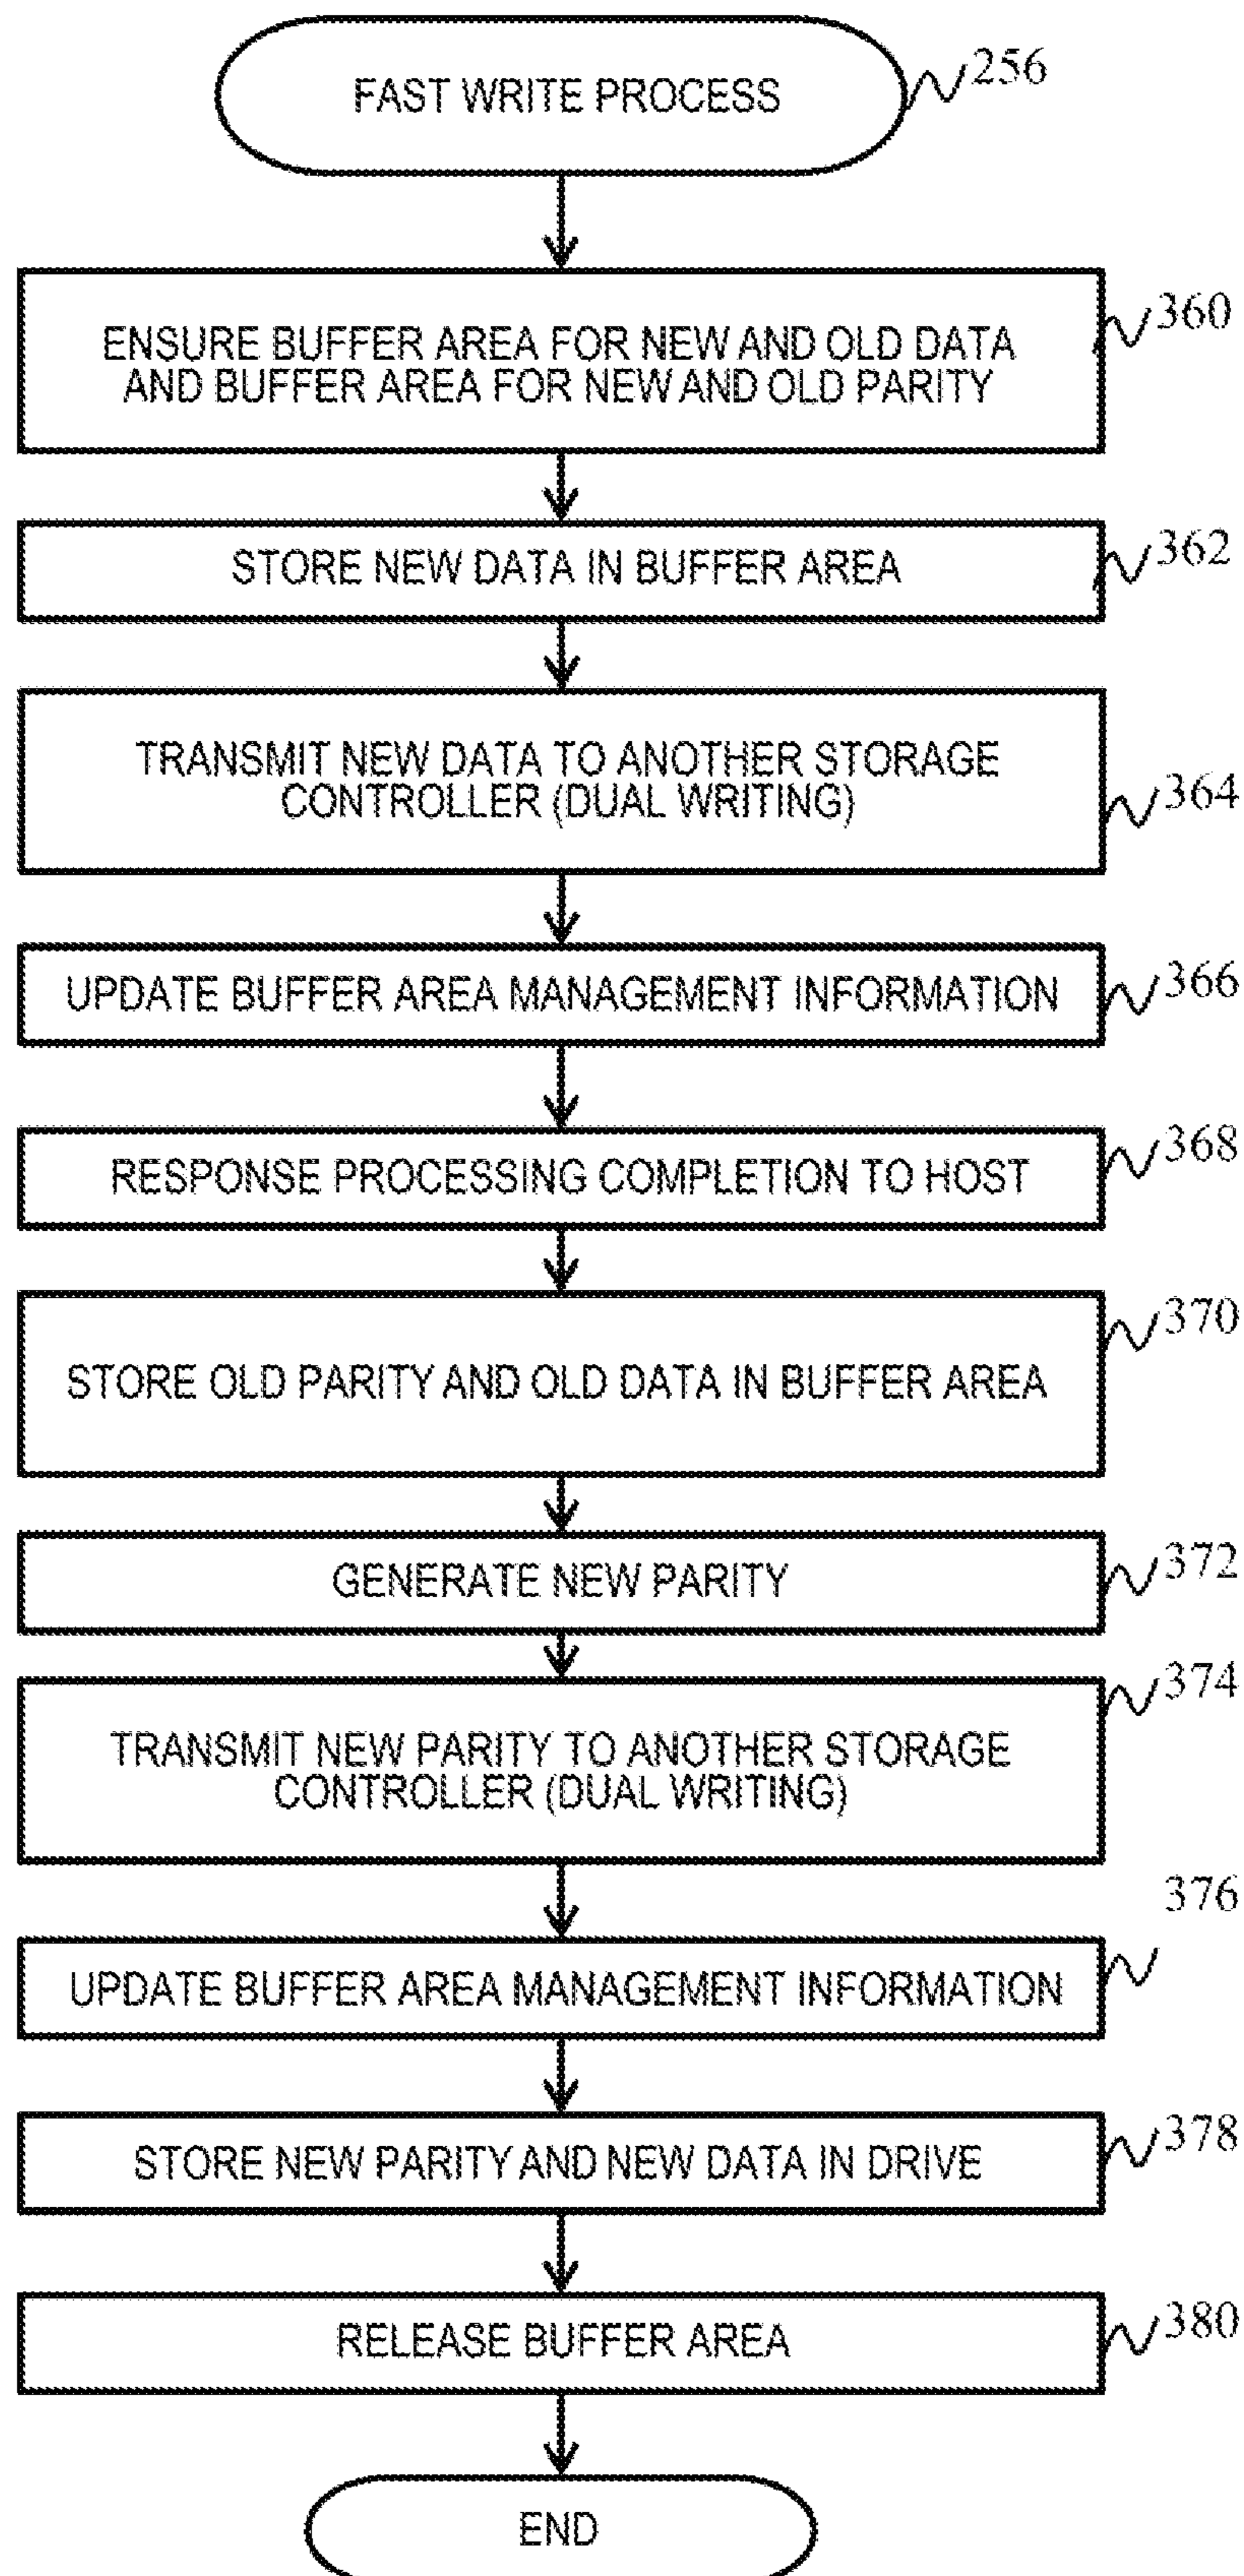 FAST WRITE PROCESS
256
ENSURE BUFFER AREA FOR NEW AND OLD DATA
AND BUFFER AREA FOR NEW AND OLD PARITY
360
STORE NEW DATA IN BUFFER AREA
362
TRANSMIT NEW DATA TO ANOTHER STORAGE
CONTROLLER (DUAL WRITING)
364
UPDATE BUFFER AREA MANAGEMENT INFORMATION
366
RESPONSE PROCESSING COMPLETION TO HOST
368
STORE OLD PARITY AND OLD DATA IN BUFFER AREA
370
GENERATE NEW PARITY
372
TRANSMIT NEW PARITY TO ANOTHER STORAGE
CONTROLLER (DUAL WRITING)
374
UPDATE BUFFER AREA MANAGEMENT INFORMATION
376
STORE NEW PARITY AND NEW DATA IN DRIVE
378
RELEASE BUFFER AREA
380
END